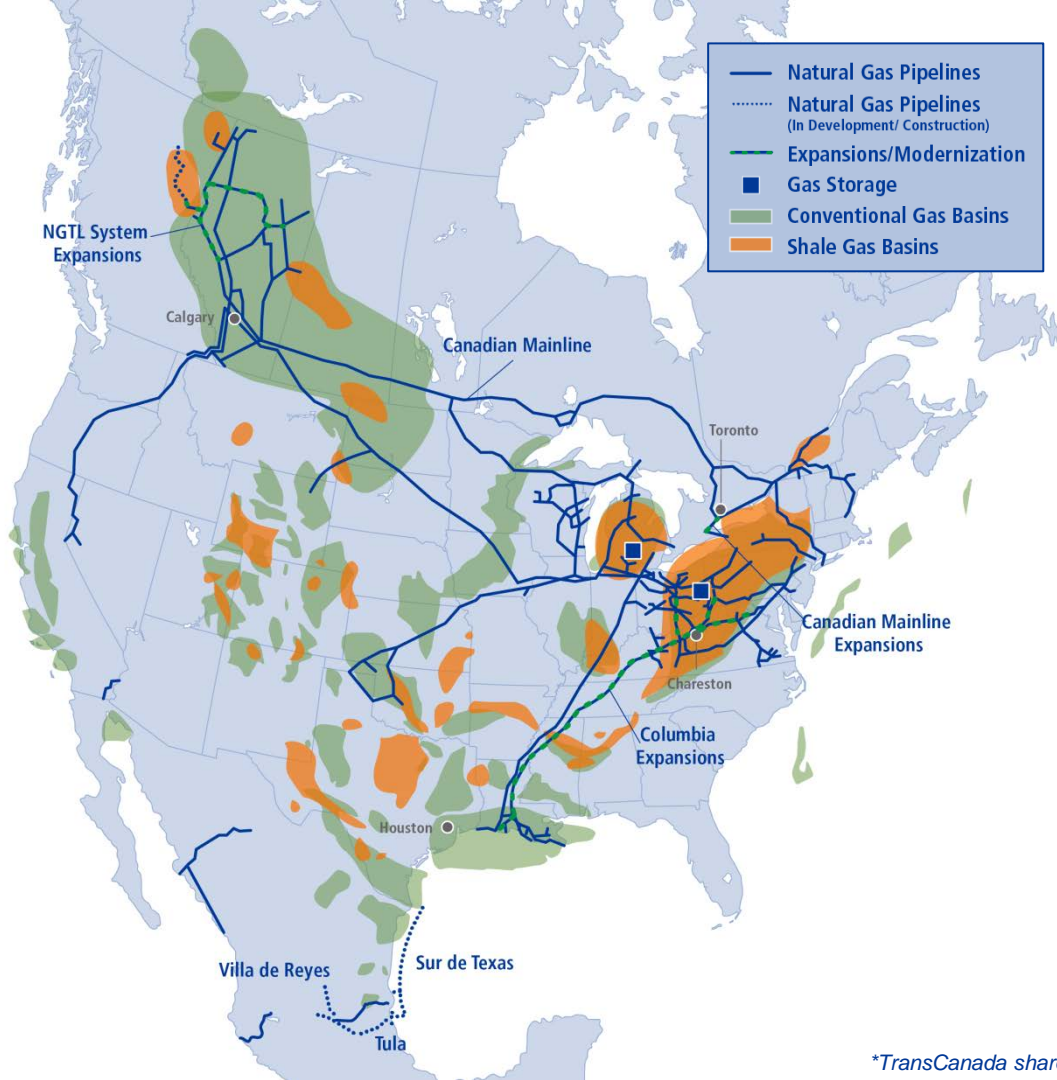 Natural Gas Pipelines
Natural Gas Pipelines
(In Development/ Construction)
Expansions/Modernization
Gas Storage
Conventional Gas Basins
Shale Gas Basins
NGTL System
Expansions
Calgary
Canadian Mainline
Toronto
Canadian Mainline
Expansions
Chareston
Columbia
Expansions
Houston
Villa de Reyes
Sur de Texas
Tula
*TransCanada share